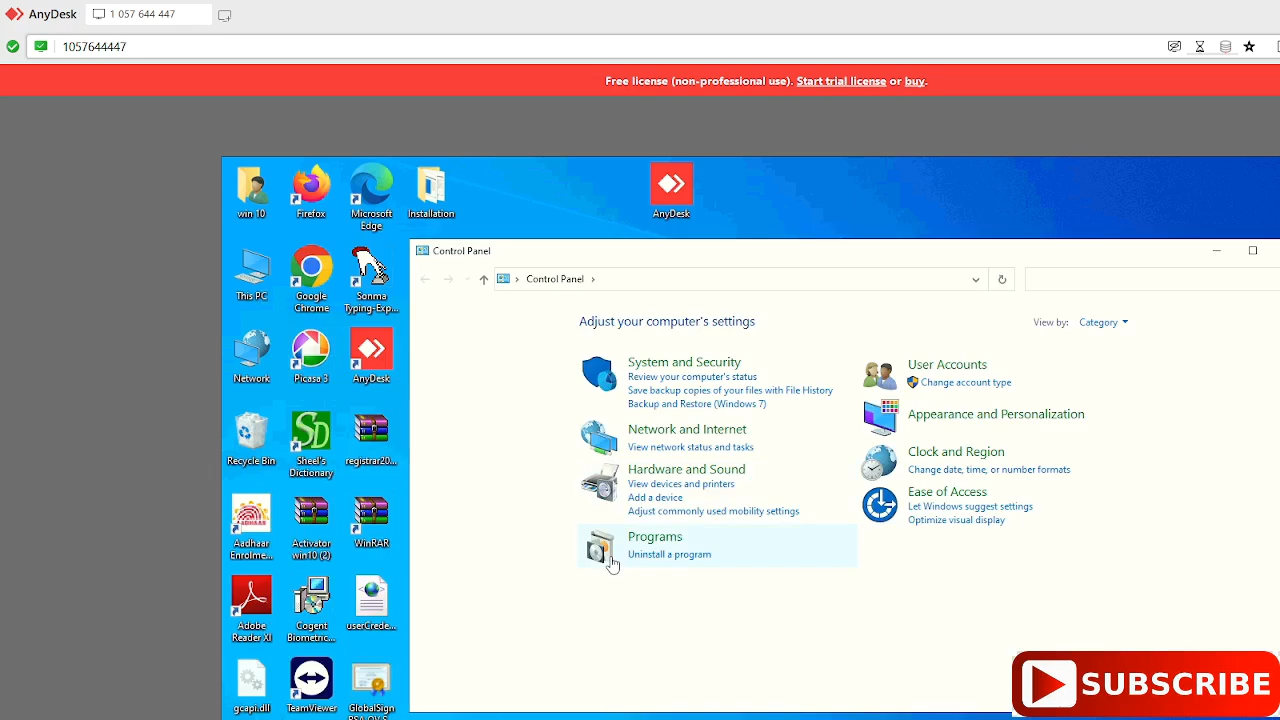 AnyDesk
1 057 644 447
1057644447
Free license (non-professional use). Start trial license or buy.
win 10
Firefox
Microsoft
Edge
Installation
AnyDesk
This PC
Google
Chrome
Sonma
Typing-Exp...
Network
Picasa 3
AnyDesk
Recycle Bin
Sheel's
Dictionary
registrar20...
AADHAAR
Aadhaar
Enrolme...
Activator
win10 (2)
WinRAR
Adobe
Reader XI
Cogent
Biometric...
userCrede...
gcapi.dll
TeamViewer
GlobalSign
Control Panel
Control Panel
Adjust your computer's settings
View by: Category
System and Security
Review your computer's status
Save backup copies of your files with File History
Backup and Restore (Windows 7)
Network and Internet
View network status and tasks
Hardware and Sound
View devices and printers
Add a device
Adjust commonly used mobility settings
Programs
Uninstall a program
User Accounts
Change account type
Appearance and Personalization
Clock and Region
Change date, time, or number formats
Ease of Access
Let Windows suggest settings
Optimize visual display
SUBSCRIBE